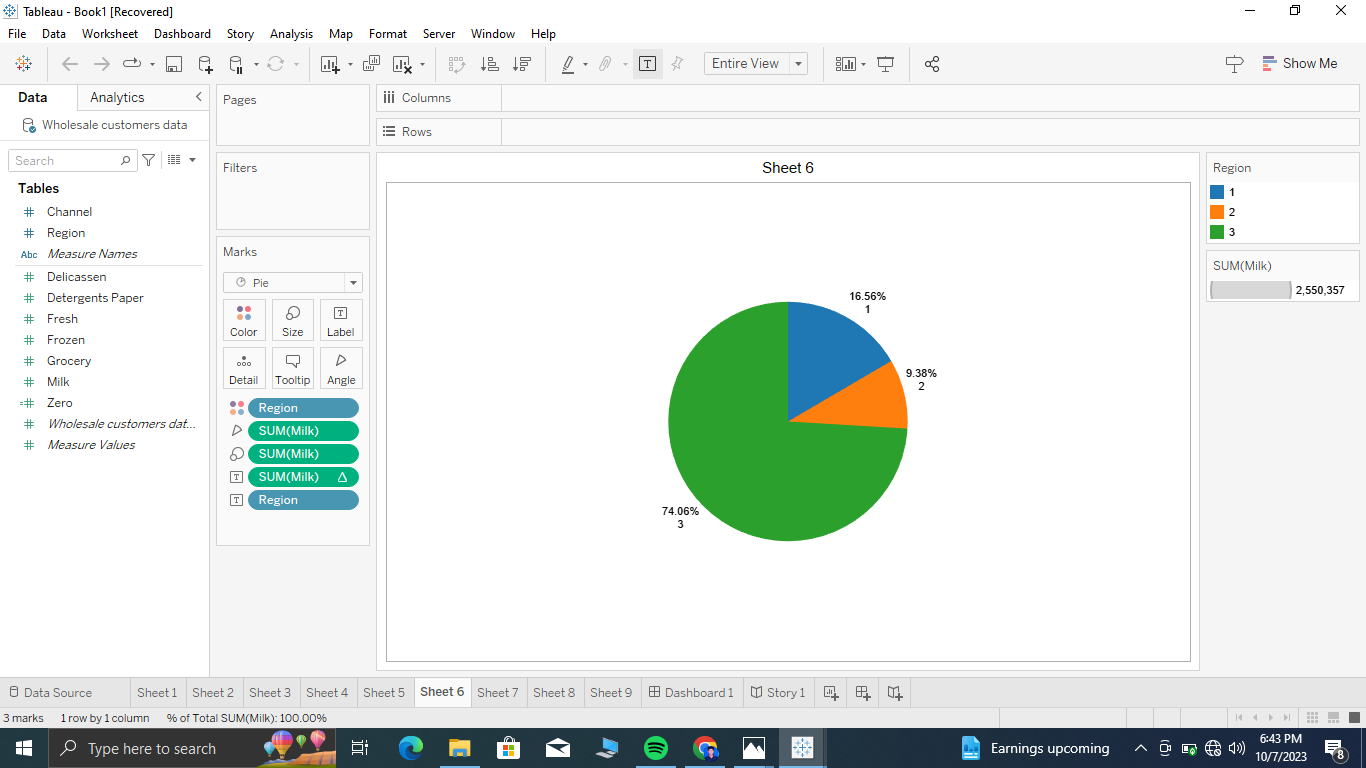 Tableau - Book1 [Recovered]
File Data Worksheet Dashboard Story Analysis Map Format Server Window Help
Entire View
Show Me
Data Analytics
Wholesale customers data
Search
Tables
Channel
Region
Abc Measure Names
Delicassen
Detergents Paper
Fresh
Frozen
Grocery
Milk
Zero
Wholesale customers dat...
Measure Values
Pages
Filters
Marks
Pie
Color Size Label
Detail Tooltip Angle
Region
SUM(Milk)
SUM(Milk)
SUM(Milk)
Region
Columns
Rows
Sheet 6
16.56%
1
9.38%
2
74.06%
3
Region
1
2
3
SUM(Milk)
2,550,357
Data Source Sheet 1 Sheet 2 Sheet 3 Sheet 4 Sheet 5 Sheet 6 Sheet 7 Sheet 8 Sheet 9 Dashboard 1 Story 1
3 marks 1 row by 1 column % of Total SUM(Milk): 100.00%
Type here to search
Earnings upcoming
6:43 PM
10/7/2023
8